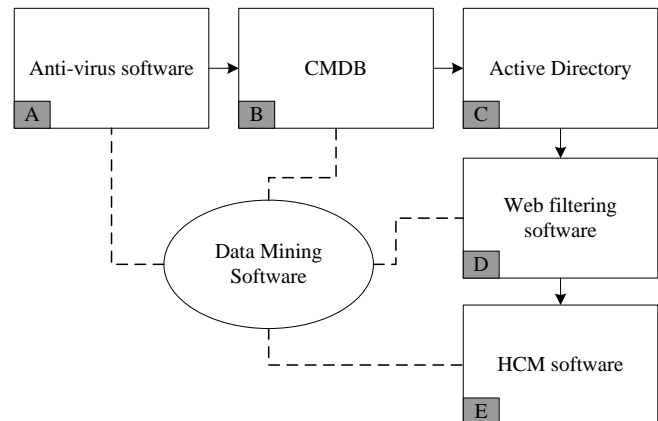 Anti-virus software
A
CMDB
B
Active Directory
C
Web filtering
software
D
Data Mining
Software
HCM software
E